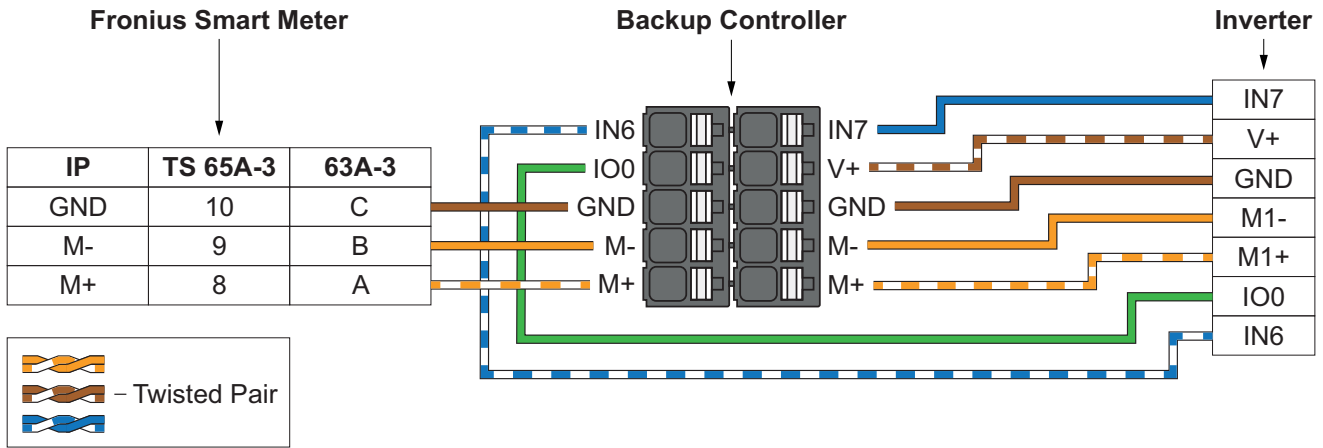 Fronius Smart Meter
Backup Controller
Inverter
IP TS 65A-3 63A-3
GND 10 C
M- 9 B
M+ 8 A
IN6
IO0
GND
M-
M+
IN7
V+
GND
M-
M+
IN7
V+
GND
M1-
M1+
IO0
IN6
– Twisted Pair